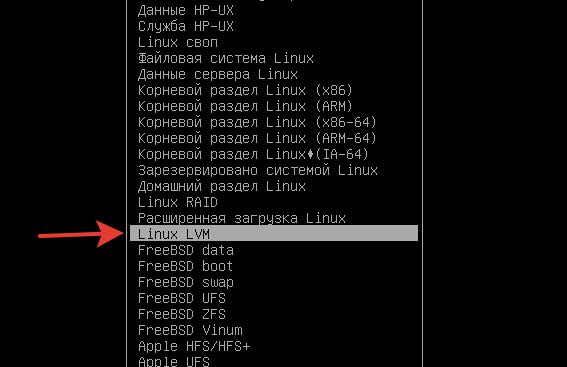 Данные HP-UX
Служба HP-UX
Linux своп
Файловая система Linux
Данные сервера Linux
Корневой раздел Linux (x86)
Корневой раздел Linux (ARM)
Корневой раздел Linux (x86-64)
Корневой раздел Linux (ARM-64)
Корневой раздел Linux♦(IA-64)
Зарезервировано системой Linux
Домашний раздел Linux
Linux RAID
Расширенная загрузка Linux
Linux LVM
FreeBSD data
FreeBSD boot
FreeBSD swap
FreeBSD UFS
FreeBSD ZFS
FreeBSD Vinum
Apple HFS/HFS+
Apple UFS